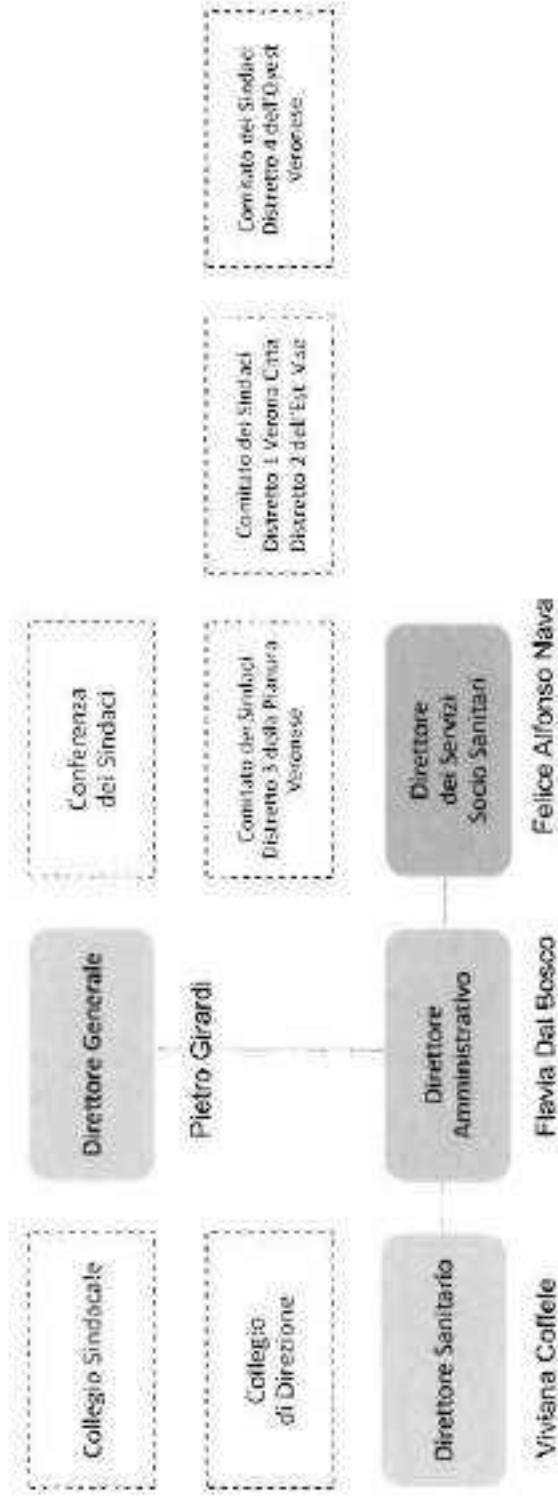 Collegio Sindacale
Direttore Generale
Pietro Girardi
Conferenza
dei Sindaci
Collegio
di Direzione
Comitato dei Sindaci
Distretto 3 della Pianura
Veronese
Comitato dei Sindaci
Distretto 1 Verona Città
Distretto 2 dell'Est V.se
Comitato dei Sindaci
Distretto 4 dell'Ovest
Veronese
Direttore Sanitario
Viviana Coffele
Direttore
Amministrativo
Flavia Dal Bosco
Direttore
dei Servizi
Socio Sanitari
Felice Alfonso Nava